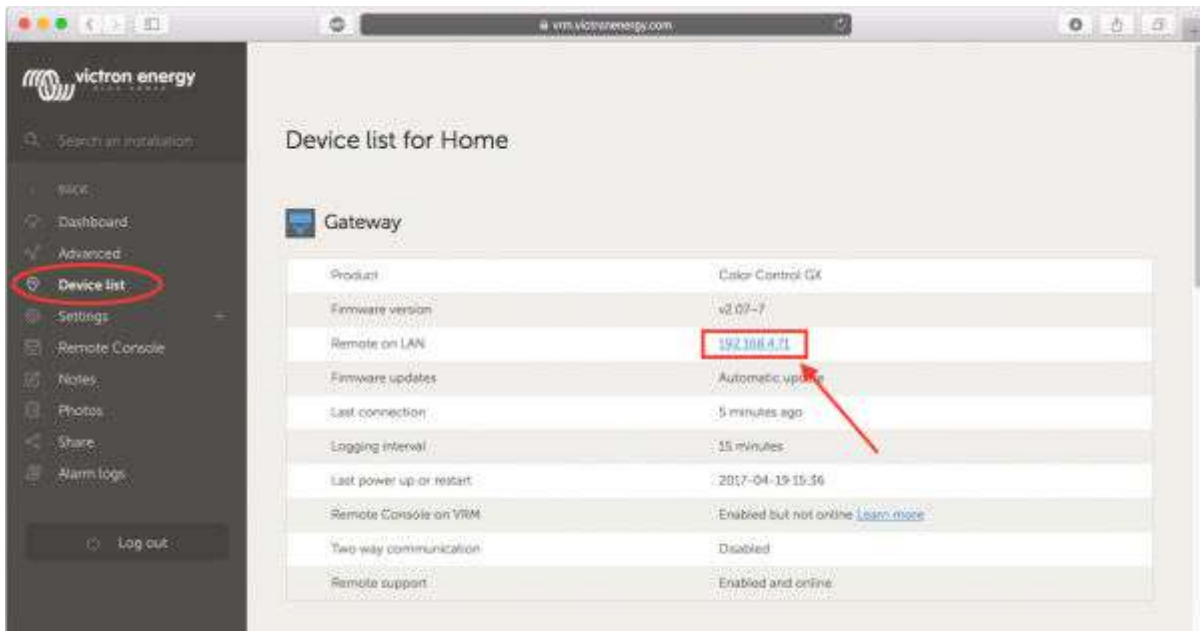 vrm.victronenergy.com
victron energy
BLUE POWER
Search an installation
BACK
Dashboard
Advanced
Device list
Settings
Remote Console
Notes
Photos
Share
Alarm logs
Log out
Device list for Home
Gateway
Product Color Control GX
Firmware version v2.07~7
Remote on LAN 192.168.4.71
Firmware updates Automatic update
Last connection 5 minutes ago
Logging interval 15 minutes
Last power up or restart 2017-04-19 15:36
Remote Console on VRM Enabled but not online Learn more
Two way communication Disabled
Remote support Enabled and online